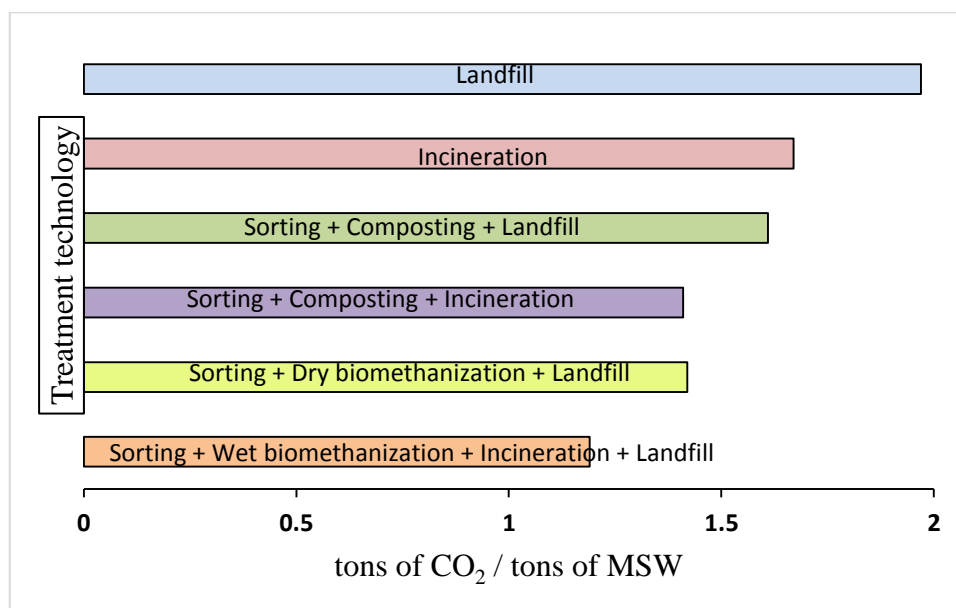 Landfill
Incineration
Sorting + Composting + Landfill
Sorting + Composting + Incineration
Sorting + Dry biomethanization + Landfill
Sorting + Wet biomethanization + Incineration + Landfill
Treatment technology
0 0.5 1 1.5 2
tons of CO₂ / tons of MSW